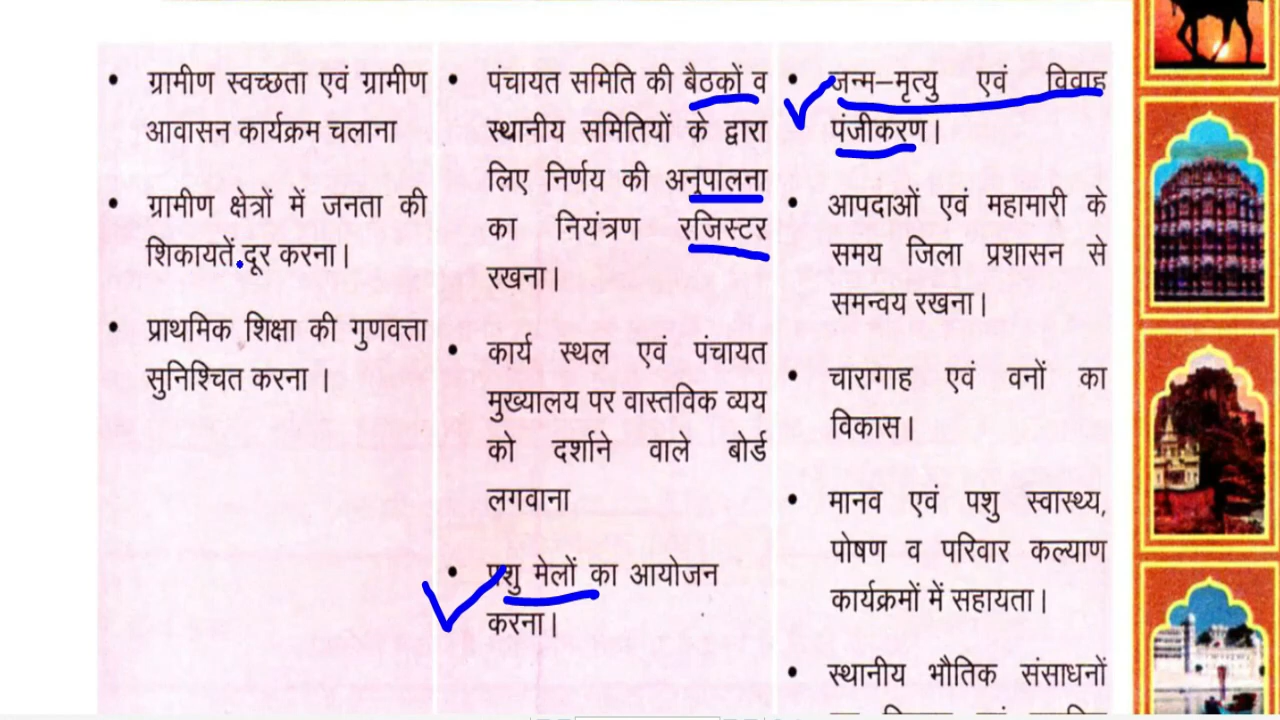 • ग्रामीण स्वच्छता एवं ग्रामीण
आवासन कार्यक्रम चलाना
• ग्रामीण क्षेत्रों में जनता की
शिकायतें दूर करना।
• प्राथमिक शिक्षा की गुणवत्ता
सुनिश्चित करना ।
• पंचायत समिति की बैठकों व
स्थानीय समितियों के द्वारा
लिए निर्णय की अनुपालना
का नियंत्रण रजिस्टर
रखना।
• कार्य स्थल एवं पंचायत
मुख्यालय पर वास्तविक व्यय
को दर्शाने वाले बोर्ड
लगवाना
• पशु मेलों का आयोजन
करना।
• जन्म–मृत्यु एवं विवाह
पंजीकरण।
• आपदाओं एवं महामारी के
समय जिला प्रशासन से
समन्वय रखना।
• चारागाह एवं वनों का
विकास।
• मानव एवं पशु स्वास्थ्य,
पोषण व परिवार कल्याण
कार्यक्रमों में सहायता।
• स्थानीय भौतिक संसाधनों